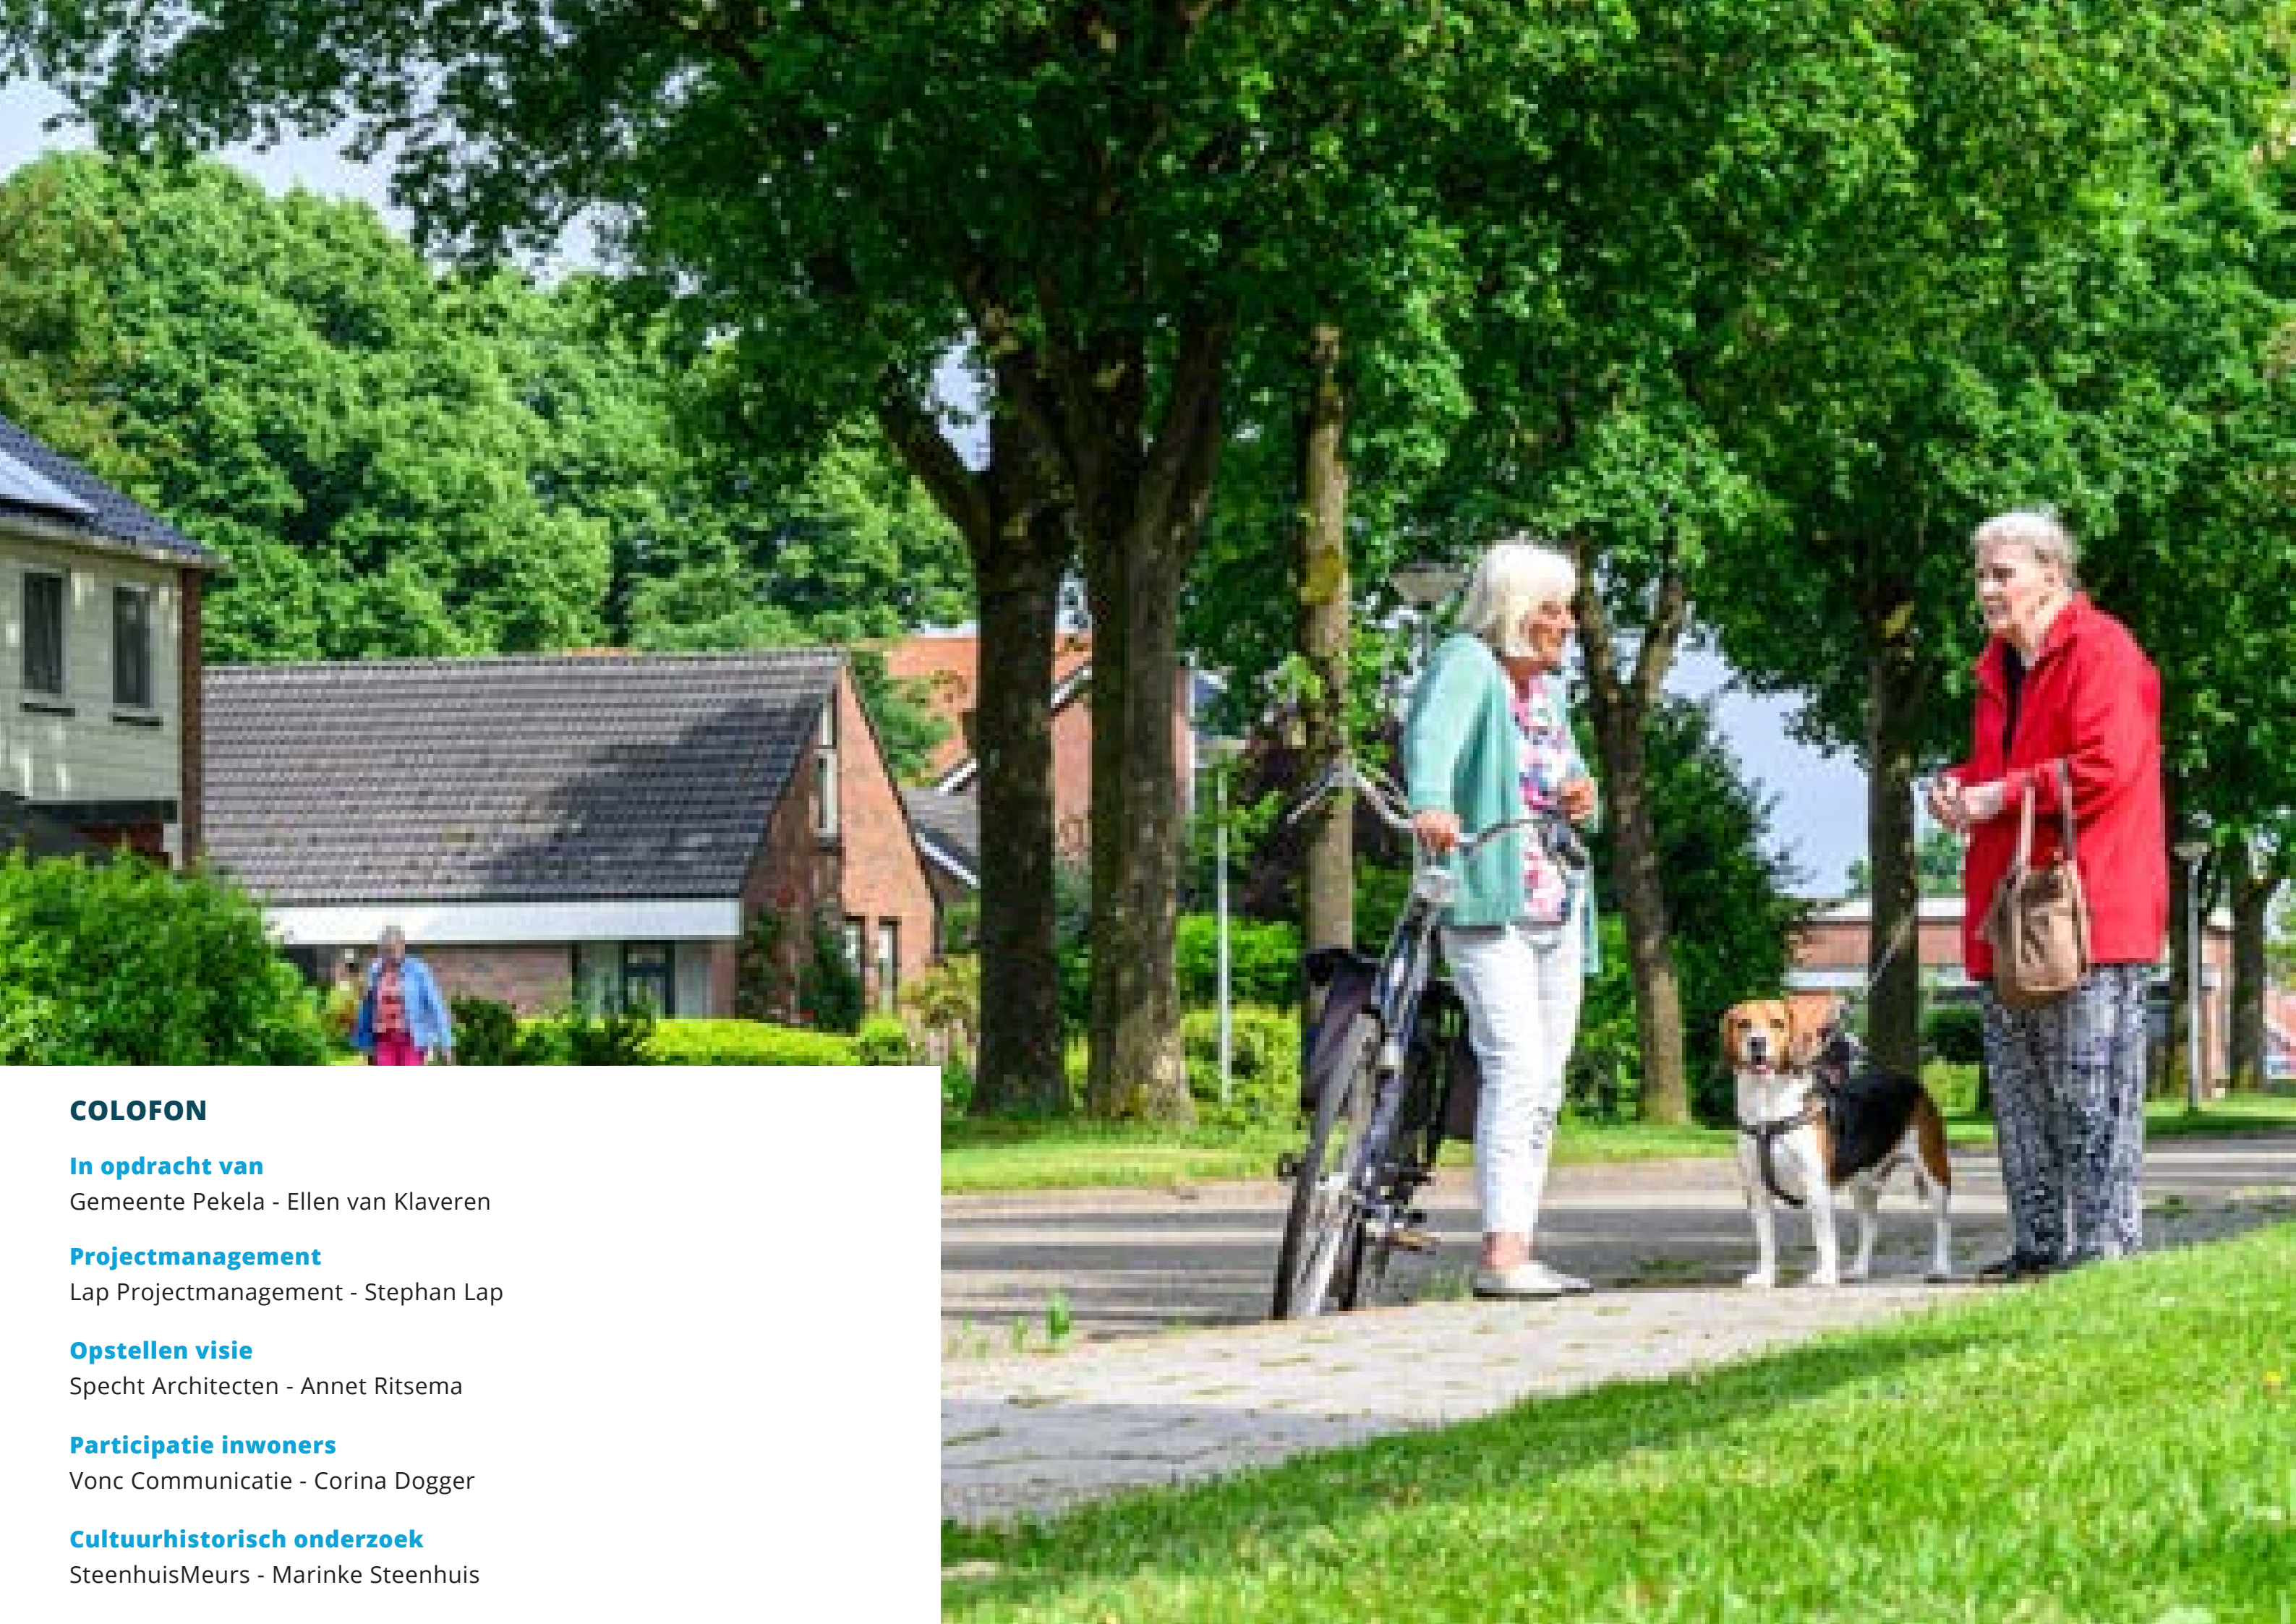 COLOFON
In opdracht van
Gemeente Pekela - Ellen van Klaveren
Projectmanagement
Lap Projectmanagement - Stephan Lap
Opstellen visie
Specht Architecten - Annet Ritsema
Participatie inwoners
Vonc Communicatie - Corina Dogger
Cultuurhistorisch onderzoek
SteenhuisMeurs - Marinke Steenhuis